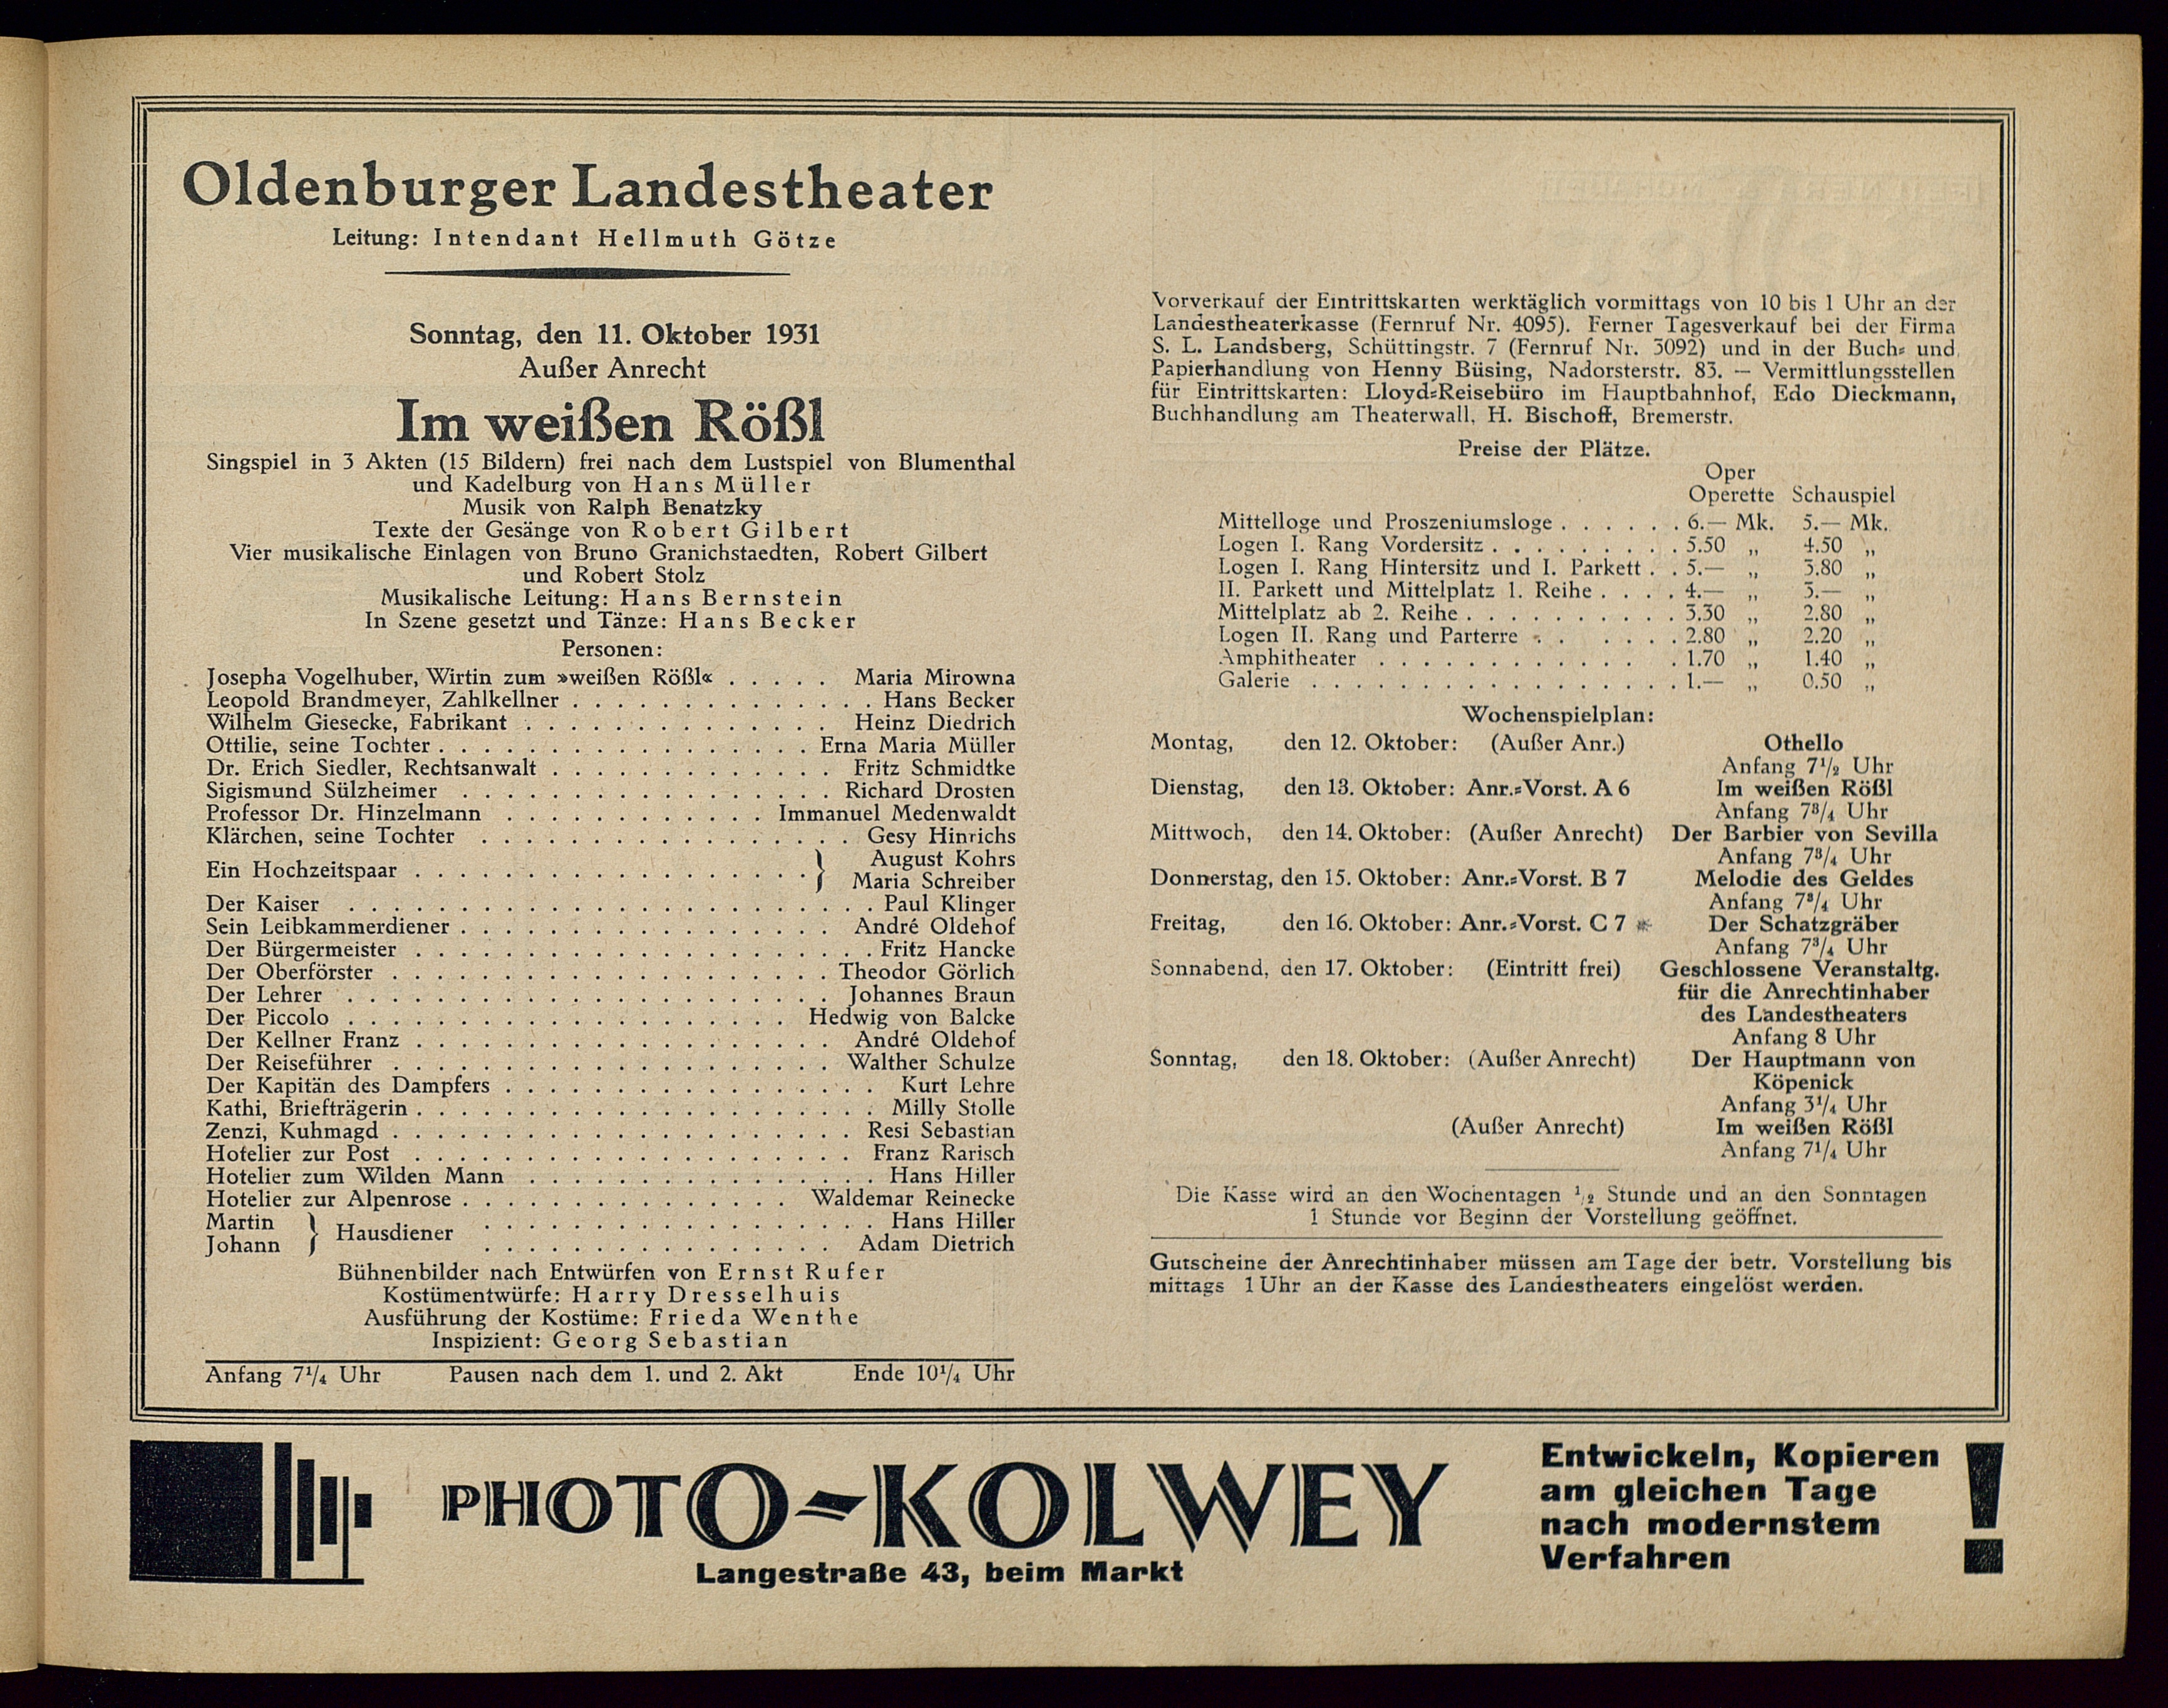 Oldenburger Landestheater
Leitung: Intendant Hellmuth Götze
Sonntag, den 11. Oktober 1931
Außer Anrecht
Im weißen Rößl
Singspiel in 3 Akten (15 Bildern) frei nach dem Lustspiel von Blumenthal
und Kadelburg von Hans Müller
Musik von Ralph Benatzky
Texte der Gesänge von Robert Gilbert
Vier musikalische Einlagen von Bruno Granichstaedten, Robert Gilbert
und Robert Stolz
Musikalische Leitung: Hans Bernstein
In Szene gesetzt und Tänze: Hans Becker
Personen:
Josepha Vogelhuber, Wirtin zum »weißen Rößl« . . . . . Maria Mirowna
Leopold Brandmeyer, Zahlkellner . . . . . . . . . . . . . . Hans Becker
Wilhelm Giesecke, Fabrikant . . . . . . . . . . . . . . Heinz Diedrich
Ottilie, seine Tochter . . . . . . . . . . . . . . . . . Erna Maria Müller
Dr. Erich Siedler, Rechtsanwalt . . . . . . . . . . . . . Fritz Schmidtke
Sigismund Sülzheimer . . . . . . . . . . . . . . . . . Richard Drosten
Professor Dr. Hinzelmann . . . . . . . . . . . . Immanuel Medenwaldt
Klärchen, seine Tochter . . . . . . . . . . . . . . . . . Gesy Hinrichs
Ein Hochzeitspaar . . . . . . . . . . . . . . . . . . } August Kohrs
Maria Schreiber
Der Kaiser . . . . . . . . . . . . . . . . . . . . . . . . Paul Klinger
Sein Leibkammerdiener . . . . . . . . . . . . . . . . . André Oldehof
Der Bürgermeister . . . . . . . . . . . . . . . . . . . . . Fritz Hancke
Der Oberförster . . . . . . . . . . . . . . . . . . . . Theodor Görlich
Der Lehrer . . . . . . . . . . . . . . . . . . . . . . Johannes Braun
Der Piccolo . . . . . . . . . . . . . . . . . . . . Hedwig von Balcke
Der Kellner Franz . . . . . . . . . . . . . . . . . . . André Oldehof
Der Reiseführer . . . . . . . . . . . . . . . . . . . . Walther Schulze
Der Kapitän des Dampfers . . . . . . . . . . . . . . . . . Kurt Lehre
Kathi, Briefträgerin . . . . . . . . . . . . . . . . . . . . . Milly Stolle
Zenzi, Kuhmagd . . . . . . . . . . . . . . . . . . . . . Resi Sebastian
Hotelier zur Post . . . . . . . . . . . . . . . . . . . . Franz Rarisch
Hotelier zum Wilden Mann . . . . . . . . . . . . . . . . Hans Hiller
Hotelier zur Alpenrose . . . . . . . . . . . . . . . Waldemar Reinecke
Martin } Hausdiener . . . . . . . . . . . . . . . . . . Hans Hiller
Johann . . . . . . . . . . . . . . . . Adam Dietrich
Bühnenbilder nach Entwürfen von Ernst Rufer
Kostümentwürfe: Harry Dresselhuis
Ausführung der Kostüme: Frieda Wenthe
Inspizient: Georg Sebastian
Anfang 7¼ Uhr Pausen nach dem 1. und 2. Akt Ende 10¼ Uhr
Vorverkauf der Eintrittskarten werktäglich vormittags von 10 bis 1 Uhr an der
Landestheaterkasse (Fernruf Nr. 4095). Ferner Tagesverkauf bei der Firma
S. L. Landsberg, Schüttingstr. 7 (Fernruf Nr. 3092) und in der Buch- und
Papierhandlung von Henny Büsing, Nadorsterstr. 83. — Vermittlungsstellen
für Eintrittskarten: Lloyd-Reisebüro im Hauptbahnhof, Edo Dieckmann,
Buchhandlung am Theaterwall, H. Bischoff, Bremerstr.
Preise der Plätze.
Oper
Operette Schauspiel
Mittelloge und Proszeniumsloge . . . . . . 6.— Mk. 5.— Mk.
Logen I. Rang Vordersitz . . . . . . . . . 5.50 „ 4.50 „
Logen I. Rang Hintersitz und I. Parkett . . 5.— „ 3.80 „
II. Parkett und Mittelplatz 1. Reihe . . . . 4.— „ 3.— „
Mittelplatz ab 2. Reihe . . . . . . . . . . 3.30 „ 2.80 „
Logen II. Rang und Parterre . . . . . . . 2.80 „ 2.20 „
Amphitheater . . . . . . . . . . . . . 1.70 „ 1.40 „
Galerie . . . . . . . . . . . . . . . . . 1.— „ 0.50 „
Wochenspielplan:
Montag, den 12. Oktober: (Außer Anr.) Othello
Anfang 7½ Uhr
Dienstag, den 13. Oktober: Anr.-Vorst. A 6 Im weißen Rößl
Anfang 7¾ Uhr
Mittwoch, den 14. Oktober: (Außer Anrecht) Der Barbier von Sevilla
Anfang 7¾ Uhr
Donnerstag, den 15. Oktober: Anr.-Vorst. B 7 Melodie des Geldes
Anfang 7¾ Uhr
Freitag, den 16. Oktober: Anr.-Vorst. C 7 Der Schatzgräber
Anfang 7¾ Uhr
Sonnabend, den 17. Oktober: (Eintritt frei) Geschlossene Veranstaltg.
für die Anrechtinhaber
des Landestheaters
Anfang 8 Uhr
Sonntag, den 18. Oktober: (Außer Anrecht) Der Hauptmann von
Köpenick
Anfang 3¼ Uhr
(Außer Anrecht) Im weißen Rößl
Anfang 7¼ Uhr
Die Kasse wird an den Wochentagen ½ Stunde und an den Sonntagen
1 Stunde vor Beginn der Vorstellung geöffnet.
Gutscheine der Anrechtinhaber müssen am Tage der betr. Vorstellung bis
mittags 1 Uhr an der Kasse des Landestheaters eingelöst werden.
PHOTO-KOLWEY
Langestraße 43, beim Markt
Entwickeln, Kopieren
am gleichen Tage
nach modernstem
Verfahren !